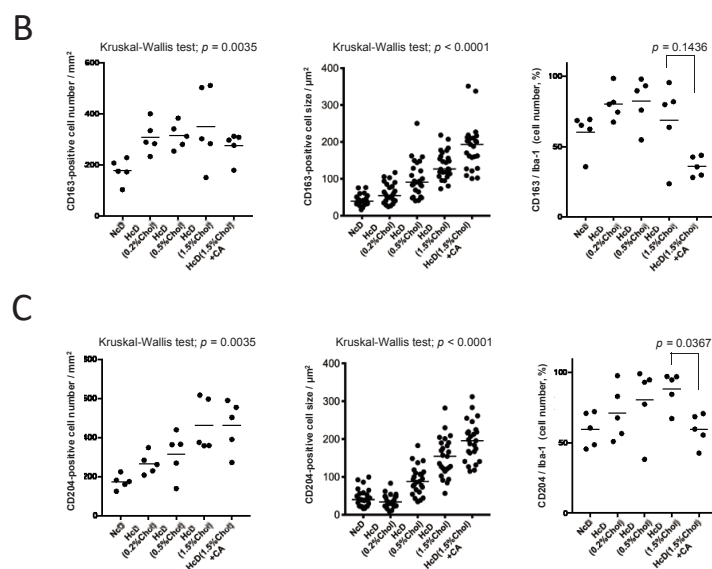 B
Kruskal-Wallis test; p = 0.0035
CD163-positive cell number / mm²
600
400
200
0
NcD
HcD
(0.2%Chol)
HcD
(0.5%Chol)
HcD
(1.5%Chol)
HcD(1.5%Chol)
+CA
Kruskal-Wallis test; p < 0.0001
CD163-positive cell size / µm²
400
300
200
100
0
NcD
HcD
(0.2%Chol)
HcD
(0.5%Chol)
HcD
(1.5%Chol)
HcD(1.5%Chol)
+CA
p = 0.1436
CD163 / Iba-1 (cell number, %)
100
50
0
NcD
HcD
(0.2%Chol)
HcD
(0.5%Chol)
HcD
(1.5%Chol)
HcD(1.5%Chol)
+CA
C
Kruskal-Wallis test; p = 0.0035
CD204-positive cell number / mm²
800
600
400
200
0
NcD
HcD
(0.2%Chol)
HcD
(0.5%Chol)
HcD
(1.5%Chol)
HcD(1.5%Chol)
+CA
Kruskal-Wallis test; p < 0.0001
CD204-positive cell size / µm²
400
300
200
100
0
NcD
HcD
(0.2%Chol)
HcD
(0.5%Chol)
HcD
(1.5%Chol)
HcD(1.5%Chol)
+CA
p = 0.0367
CD204 / Iba-1 (cell number, %)
100
50
0
NcD
HcD
(0.2%Chol)
HcD
(0.5%Chol)
HcD
(1.5%Chol)
HcD(1.5%Chol)
+CA